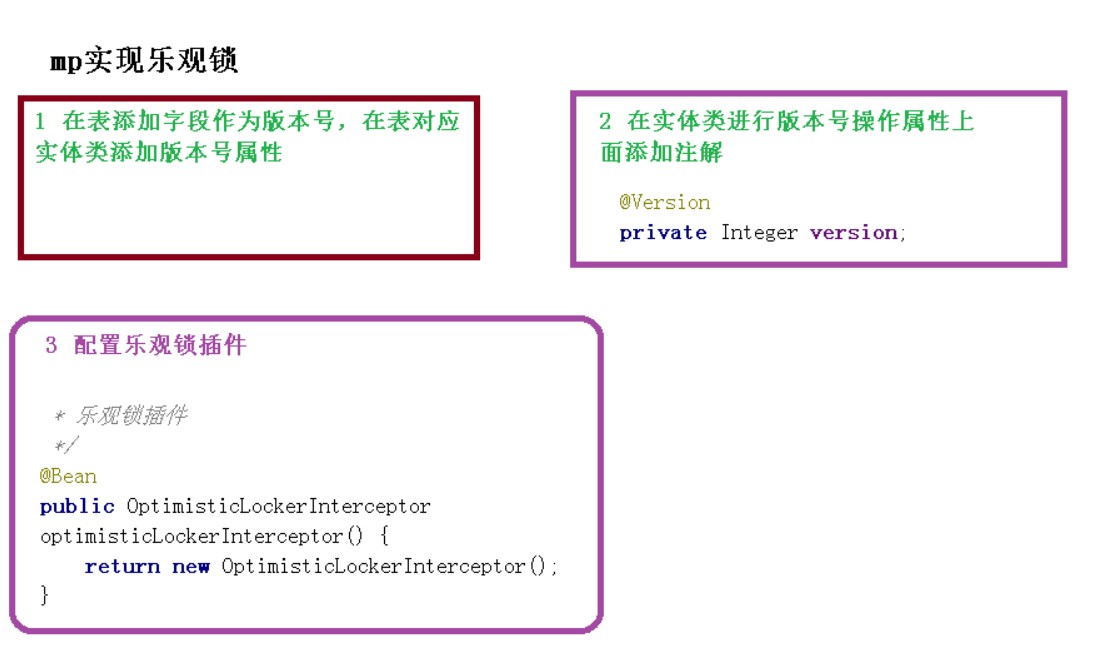 mp实现乐观锁
1 在表添加字段作为版本号，在表对应
实体类添加版本号属性
2 在实体类进行版本号操作属性上
面添加注解
@Version
private Integer version;
3 配置乐观锁插件
* 乐观锁插件
*/
@Bean
public OptimisticLockerInterceptor
optimisticLockerInterceptor() {
return new OptimisticLockerInterceptor();
}